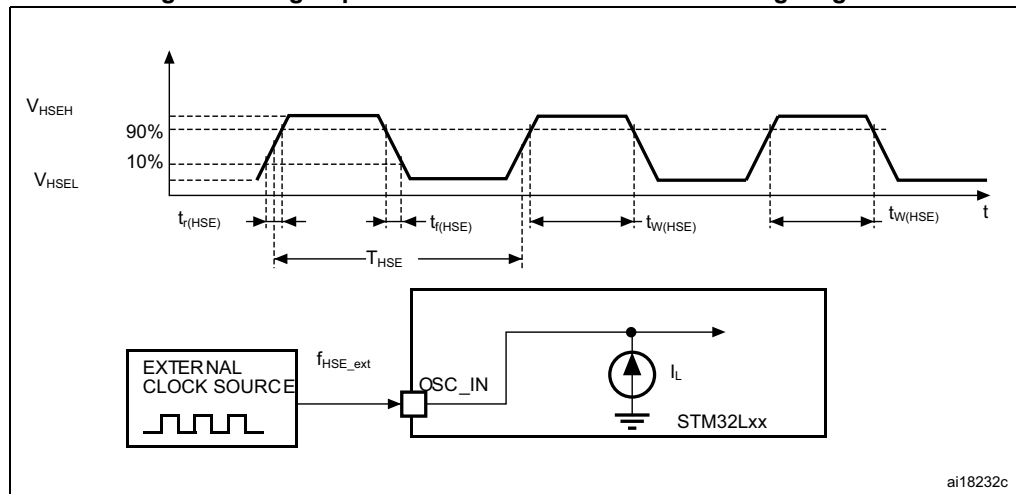 V_HSEH
90%
10%
V_HSEL
t_r(HSE)
t_f(HSE)
t_W(HSE)
t_W(HSE)
t
T_HSE
EXTERNAL
CLOCK SOURCE
f_HSE_ext
OSC_IN
I_L
STM32Lxx
ai18232c